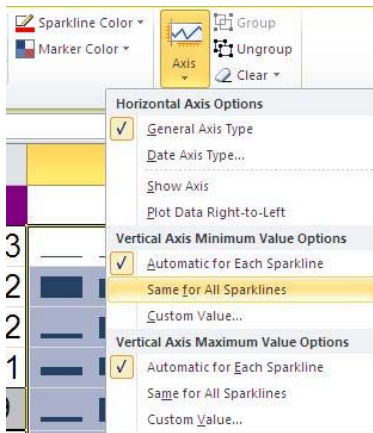 Sparkline Color
Marker Color
Axis
Group
Ungroup
Clear
Horizontal Axis Options
General Axis Type
Date Axis Type...
Show Axis
Plot Data Right-to-Left
Vertical Axis Minimum Value Options
Automatic for Each Sparkline
Same for All Sparklines
Custom Value...
Vertical Axis Maximum Value Options
Automatic for Each Sparkline
Same for All Sparklines
Custom Value...
3
2
2
1